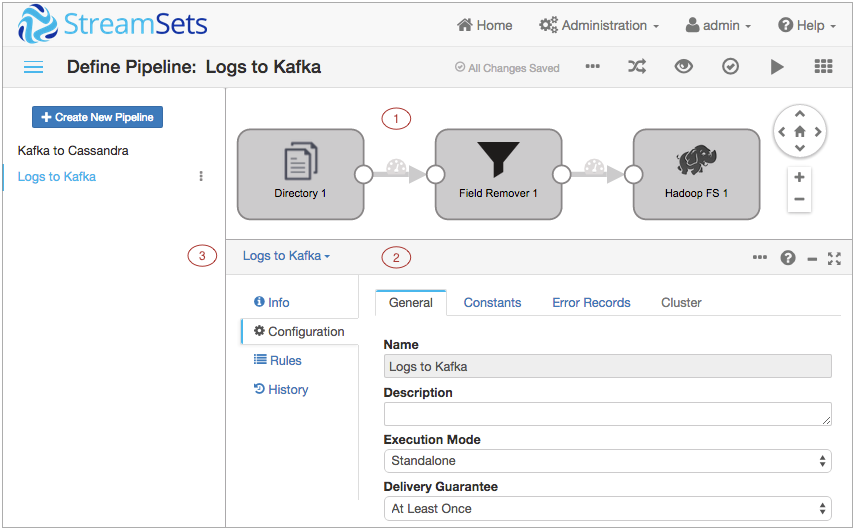 StreamSets Home Administration admin Help
Define Pipeline: Logs to Kafka All Changes Saved
Create New Pipeline
Kafka to Cassandra
Logs to Kafka
1
Directory 1 Field Remover 1 Hadoop FS 1
3
Logs to Kafka 2
Info
Configuration
Rules
History
General Constants Error Records Cluster
Name
Logs to Kafka
Description
Execution Mode
Standalone
Delivery Guarantee
At Least Once